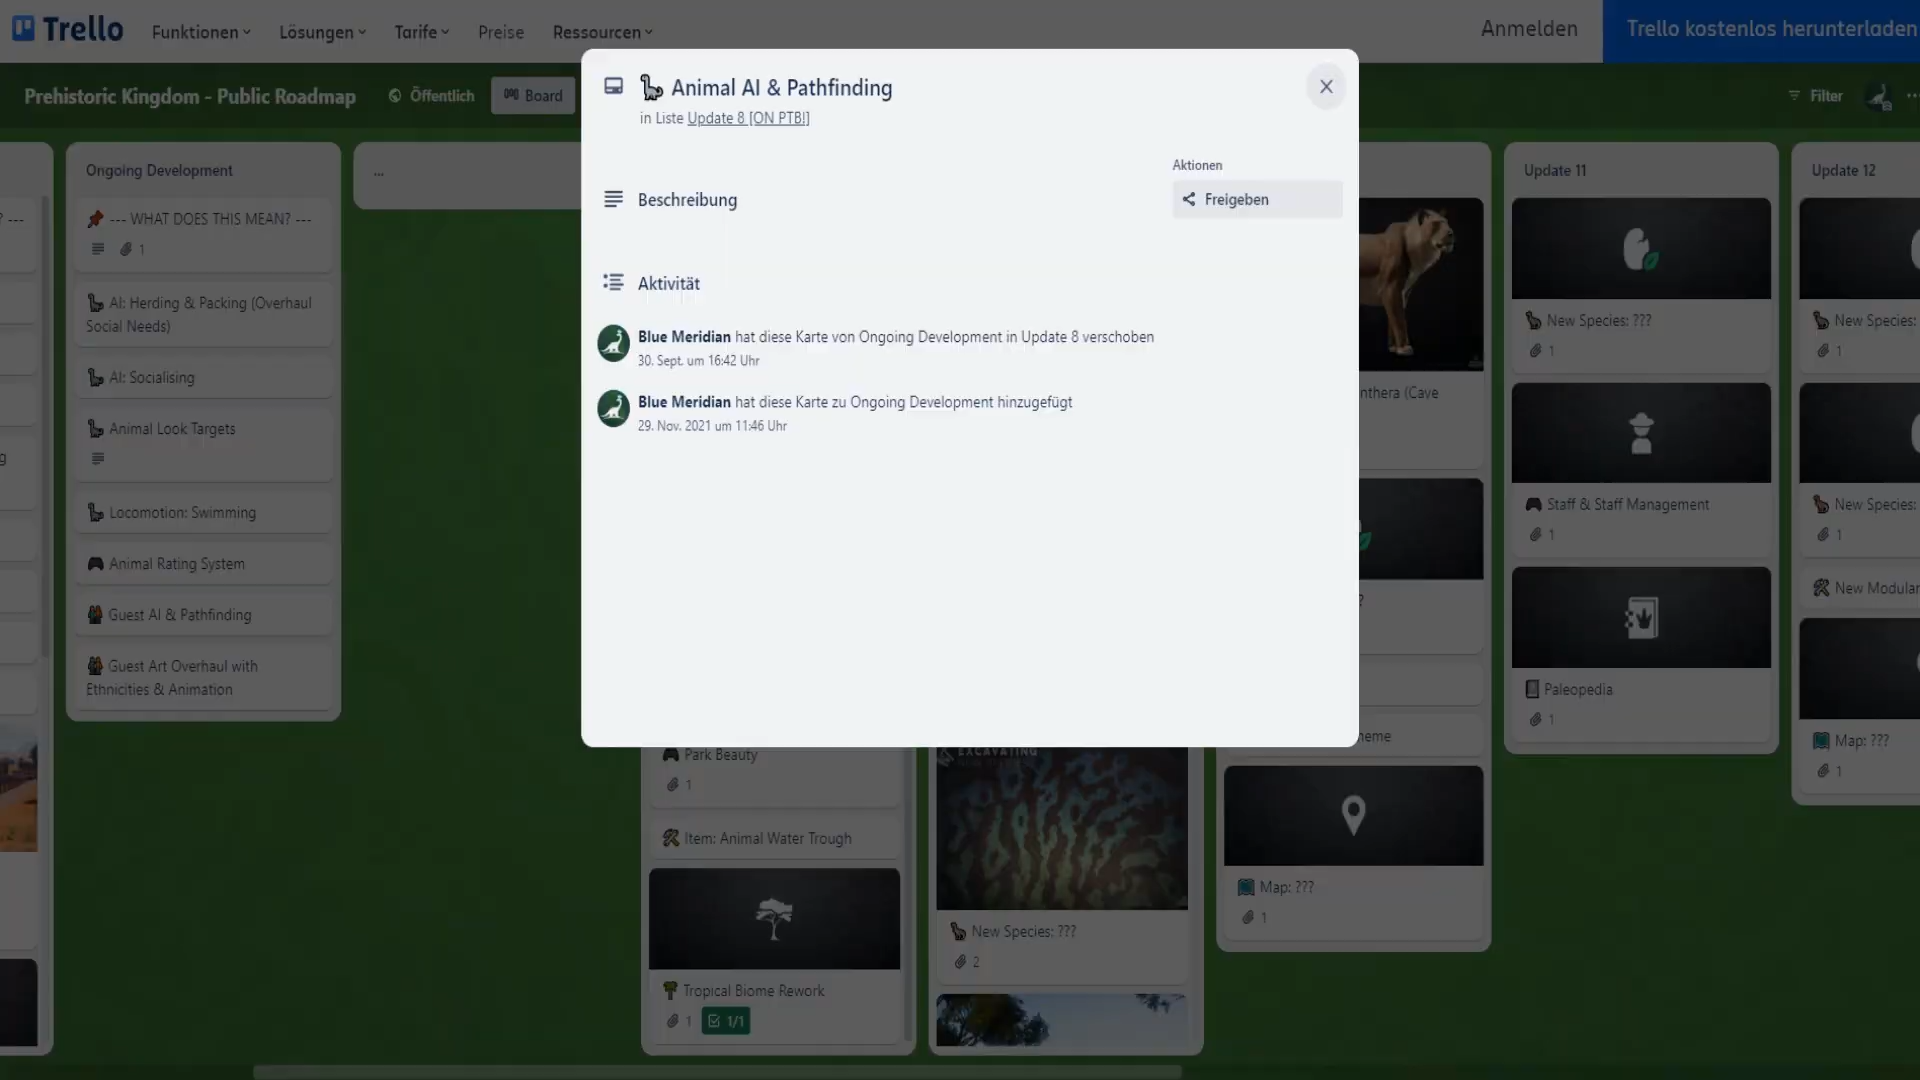 Trello
Funktionen
Lösungen
Tarife
Preise
Ressourcen
Anmelden
Trello kostenlos herunterladen
Prehistoric Kingdom - Public Roadmap
Öffentlich
Board
Filter
Animal AI & Pathfinding
in Liste Update 8 [ON PTB!]
Aktionen
Freigeben
Beschreibung
Aktivität
Blue Meridian hat diese Karte von Ongoing Development in Update 8 verschoben
30. Sept. um 16:42 Uhr
Blue Meridian hat diese Karte zu Ongoing Development hinzugefügt
29. Nov. 2021 um 11:46 Uhr
? ---
g
Ongoing Development
--- WHAT DOES THIS MEAN? ---
1
AI: Herding & Packing (Overhaul
Social Needs)
AI: Socialising
Animal Look Targets
Locomotion: Swimming
Animal Rating System
Guest AI & Pathfinding
Guest Art Overhaul with
Ethnicities & Animation
...
Park Beauty
1
Item: Animal Water Trough
Tropical Biome Rework
1
1/1
EXCAVATING
New Species: ???
2
nthera (Cave
?
heme
Map: ???
1
Update 11
New Species: ???
1
Staff & Staff Management
1
Paleopedia
1
Update 12
New Species:
1
New Species:
1
New Modular
Map: ???
1